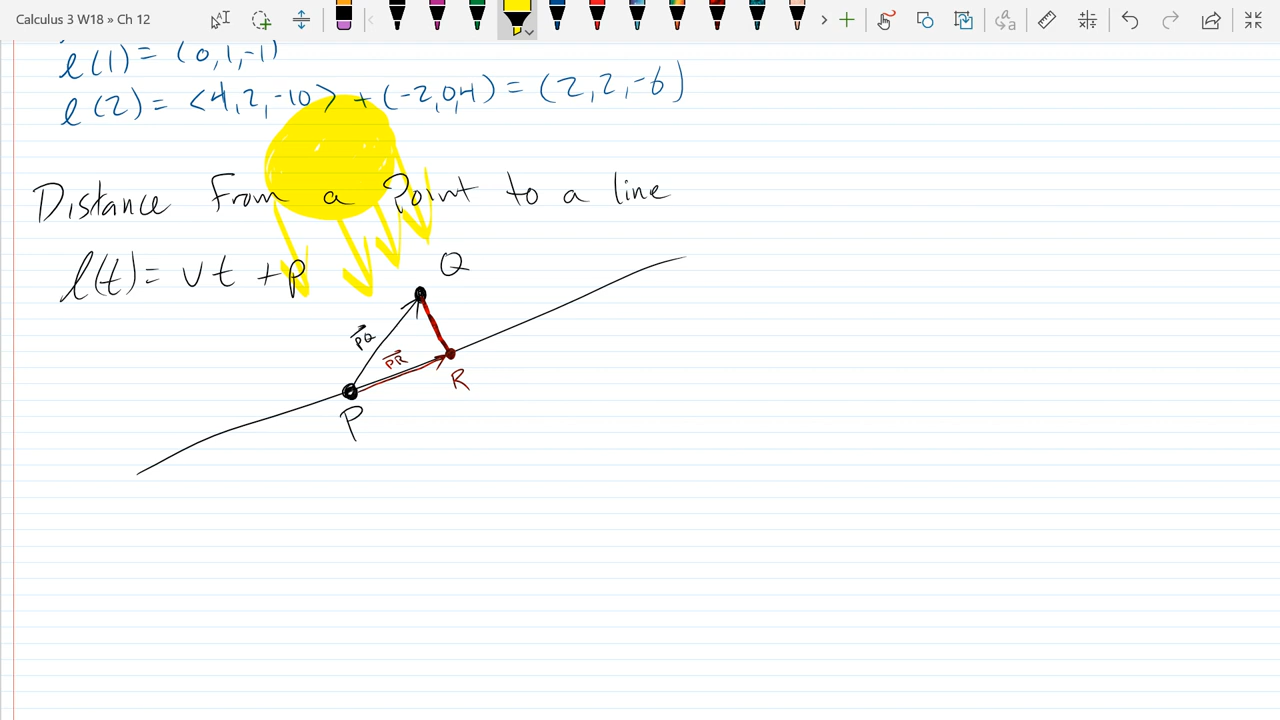 Calculus 3 W18 » Ch 12
l(1) = (0,1,-1)
l(2) = <4,2,-10> + (-2,0,4) = (2,2,-6)
Distance from a Point to a line
l(t) = vt + p
Q
PQ
PR
R
P